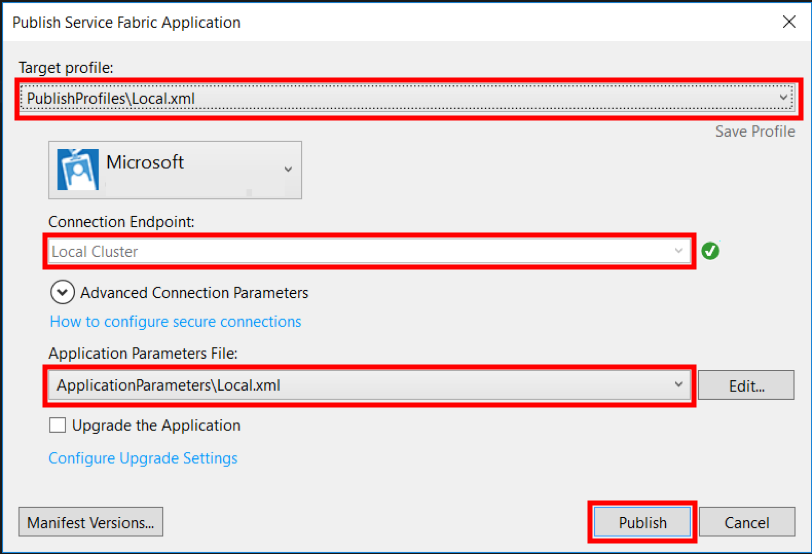 Publish Service Fabric Application
Target profile:
PublishProfiles\Local.xml
Save Profile
Microsoft
Connection Endpoint:
Local Cluster
Advanced Connection Parameters
How to configure secure connections
Application Parameters File:
ApplicationParameters\Local.xml
Edit...
Upgrade the Application
Configure Upgrade Settings
Manifest Versions...
Publish
Cancel